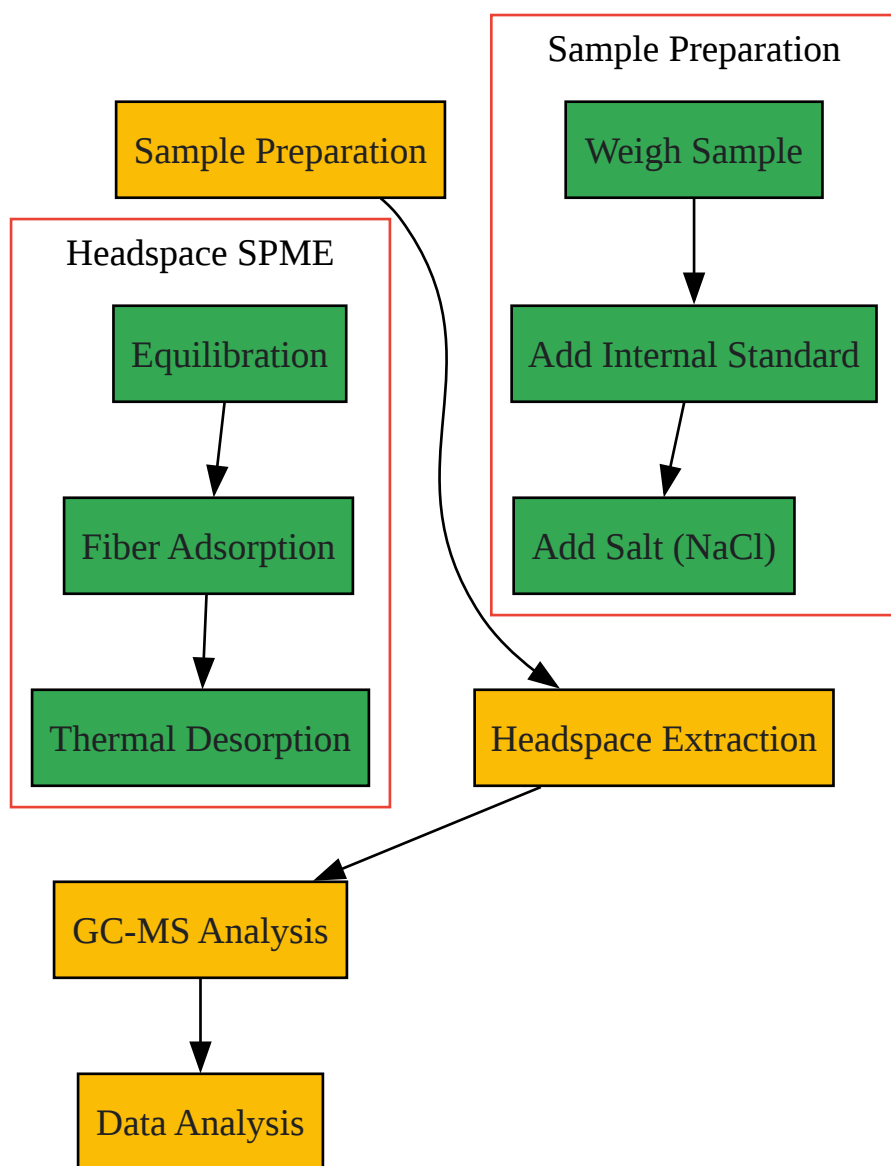 Sample Preparation
Sample Preparation
Weigh Sample
Headspace SPME
Equilibration
Add Internal Standard
Fiber Adsorption
Add Salt (NaCl)
Thermal Desorption
Headspace Extraction
GC-MS Analysis
Data Analysis